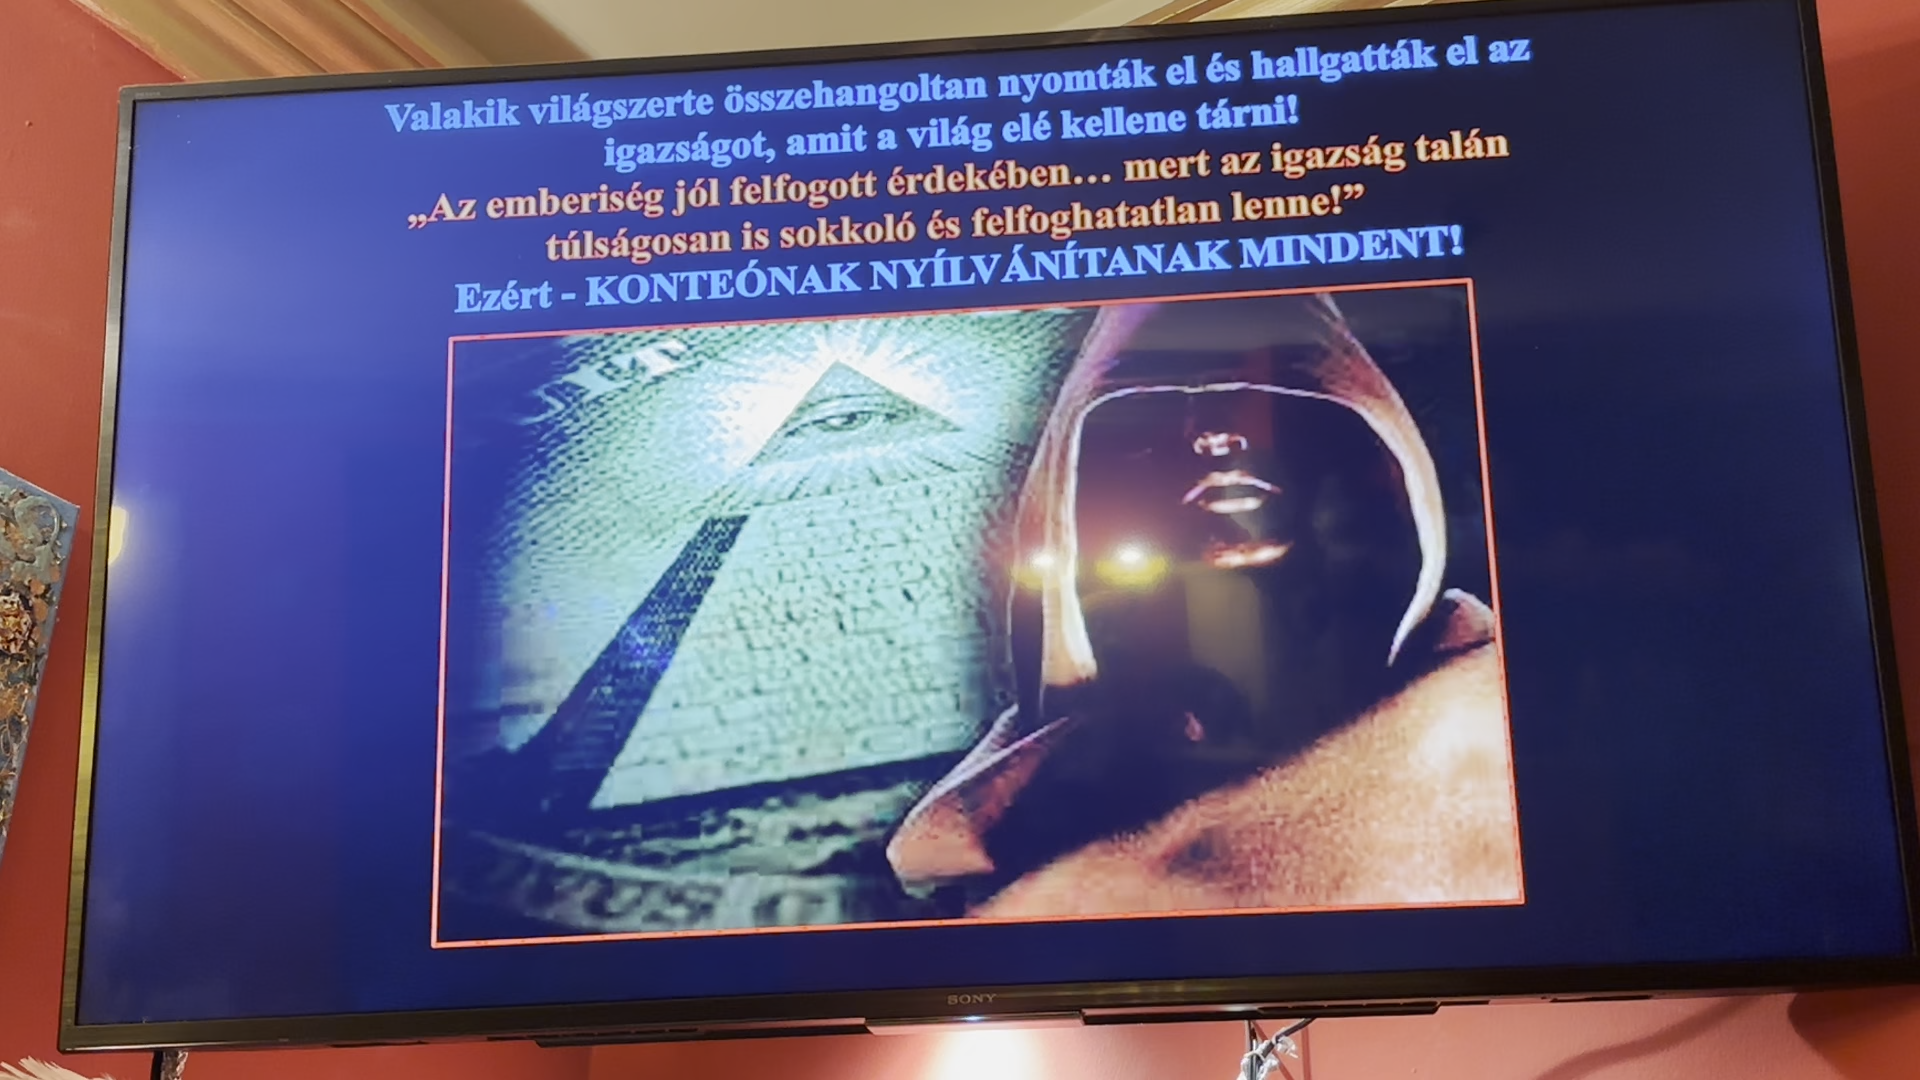 Valakik világszerte összehangoltan nyomták el és hallgatták el az
igazságot, amit a világ elé kellene tárni!
„Az emberiség jól felfogott érdekében… mert az igazság talán
túlságosan is sokkoló és felfoghatatlan lenne!”
Ezért - KONTEÓNAK NYÍLVÁNÍTANAK MINDENT!
SONY